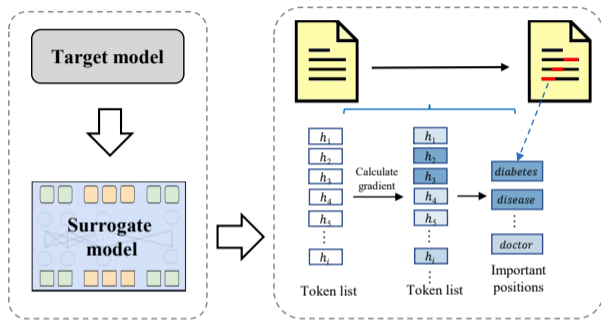 Target model
Surrogate
model
h1
h2
h3
h4
h5
⋮
hi
Token list
Calculate
gradient
h1
h2
h3
h4
h5
⋮
hi
⋮
Token list
diabetes
disease
⋮
doctor
Important
positions